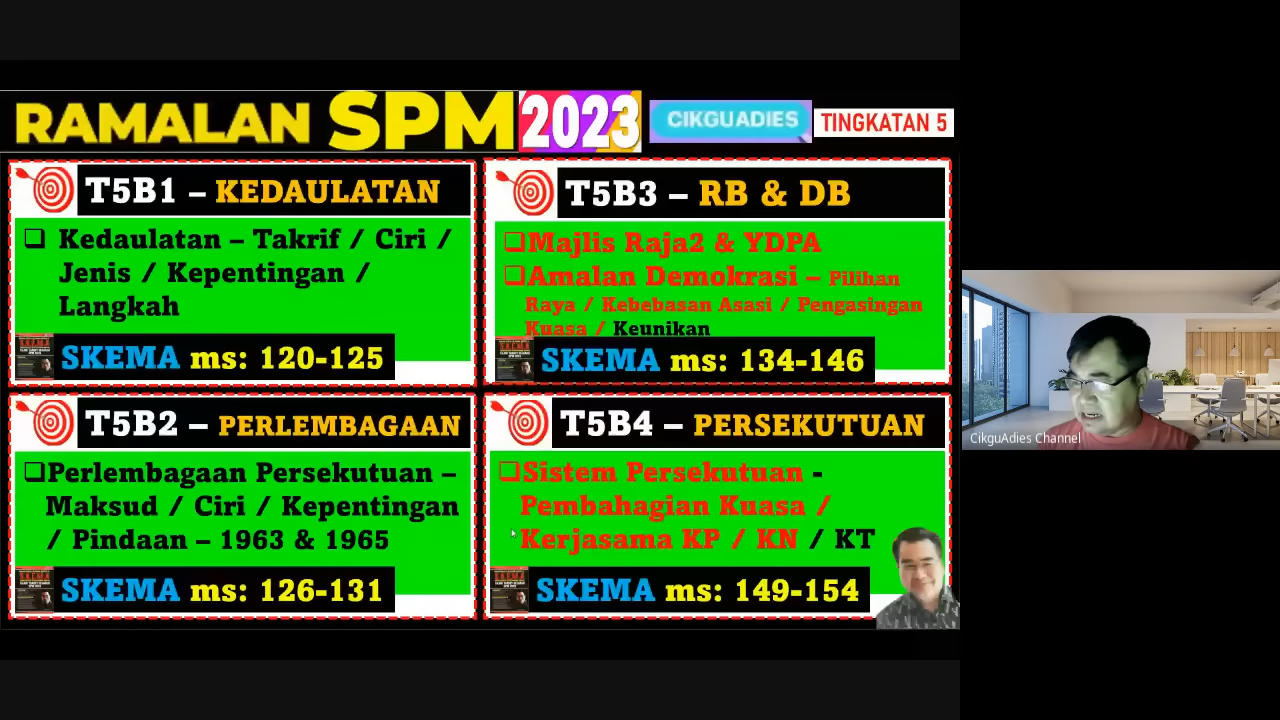 RAMALAN SPM 2023 CIKGUADIES TINGKATAN 5
T5B1 – KEDAULATAN
❑ Kedaulatan – Takrif / Ciri /
Jenis / Kepentingan /
Langkah
SKEMA ms: 120-125
T5B3 – RB & DB
❑Majlis Raja2 & YDPA
❑Amalan Demokrasi – Pilihan
Raya / Kebebasan Asasi / Pengasingan
Kuasa / Keunikan
SKEMA ms: 134-146
T5B2 – PERLEMBAGAAN
❑Perlembagaan Persekutuan –
Maksud / Ciri / Kepentingan
/ Pindaan – 1963 & 1965
SKEMA ms: 126-131
T5B4 – PERSEKUTUAN
❑Sistem Persekutuan -
Pembahagian Kuasa /
Kerjasama KP / KN / KT
SKEMA ms: 149-154
CikguAdies Channel